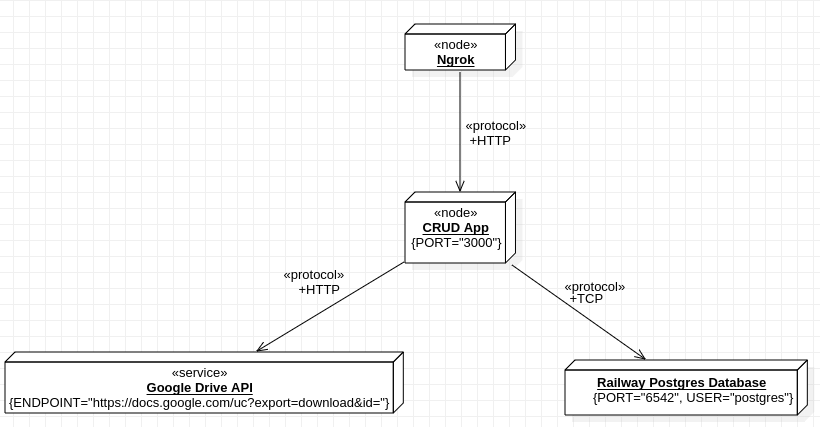 «node»
Ngrok
«protocol»
+HTTP
«node»
CRUD App
{PORT="3000"}
«protocol»
+HTTP
«protocol»
+TCP
«service»
Google Drive API
{ENDPOINT="https://docs.google.com/uc?export=download&id="}
Railway Postgres Database
{PORT="6542", USER="postgres"}